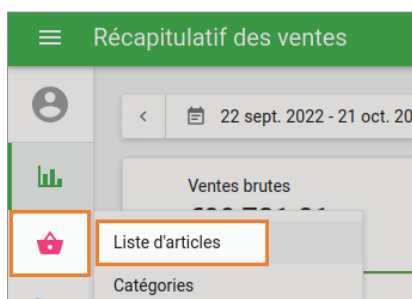 Récapitulatif des ventes
22 sept. 2022 - 21 oct. 20
Ventes brutes
Liste d'articles
Catégories